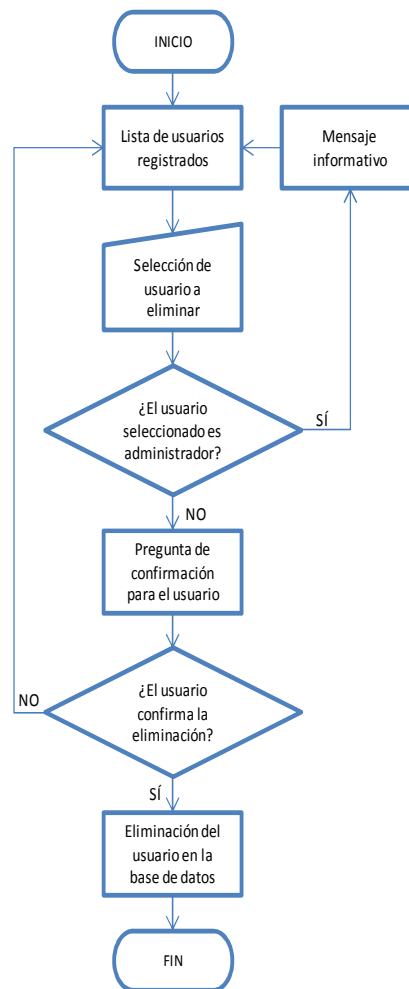 INICIO
Lista de usuarios
registrados
Mensaje
informativo
Selección de
usuario a
eliminar
¿El usuario
seleccionado es
administrador?
SÍ
NO
Pregunta de
confirmación
para el usuario
¿El usuario
confirma la
eliminación?
NO
SÍ
Eliminación del
usuario en la
base de datos
FIN